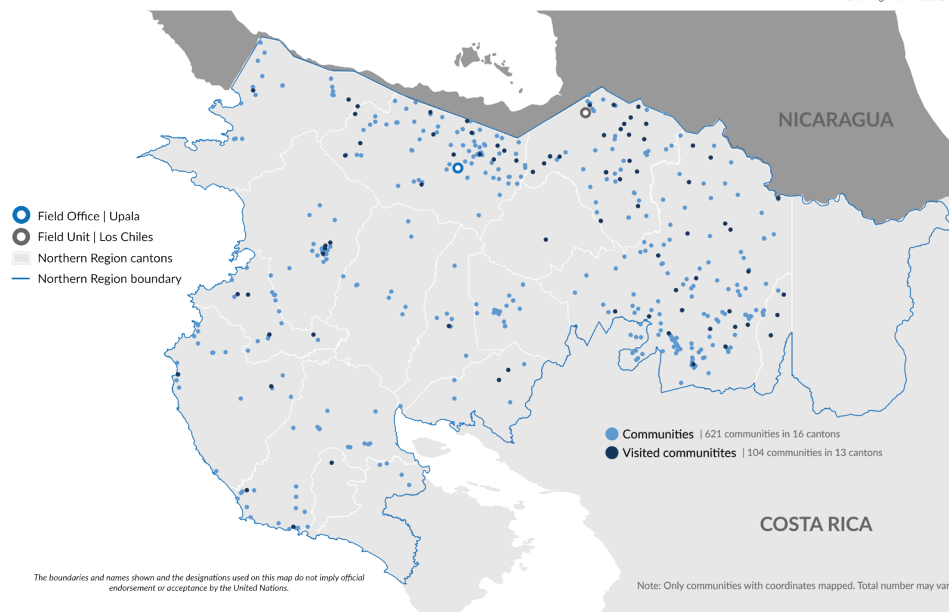 NICARAGUA
Field Office | Upala
Field Unit | Los Chiles
Northern Region cantons
Northern Region boundary
Communities | 621 communities in 16 cantons
Visited communitites | 104 communities in 13 cantons
COSTA RICA
The boundaries and names shown and the designations used on this map do not imply official
endorsement or acceptance by the United Nations.
Note: Only communities with coordinates mapped. Total number may